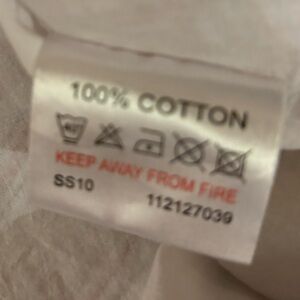 100% COTTON
KEEP AWAY FROM FIRE
SS10 112127039